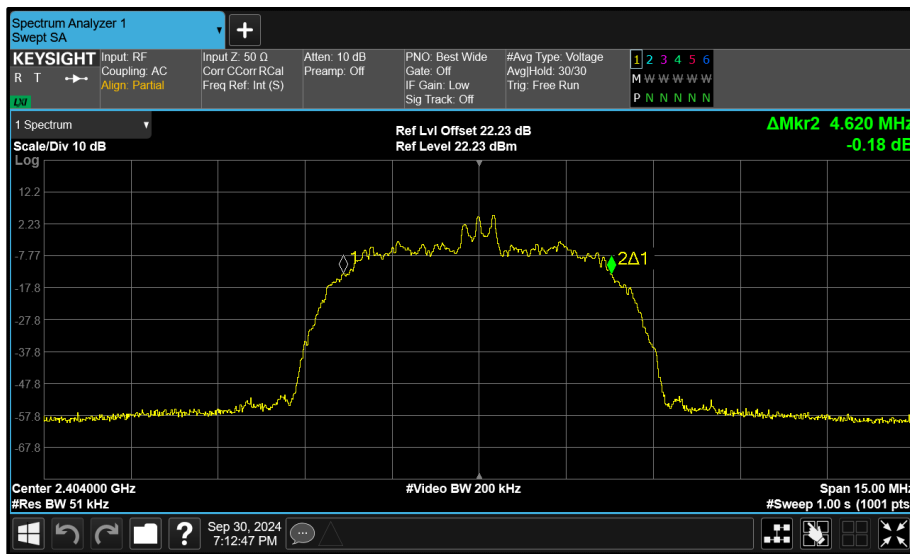 Spectrum Analyzer 1
Swept SA
KEYSIGHT
R T
LXI
Input: RF
Coupling: AC
Align: Partial
Input Z: 50 Ω
Corr CCorr RCal
Freq Ref: Int (S)
Atten: 10 dB
Preamp: Off
PNO: Best Wide
Gate: Off
IF Gain: Low
Sig Track: Off
#Avg Type: Voltage
Avg|Hold: 30/30
Trig: Free Run
1 2 3 4 5 6
M W W W W W
P N N N N N
1 Spectrum
Scale/Div 10 dB
Log
Ref Lvl Offset 22.23 dB
Ref Level 22.23 dBm
ΔMkr2 4.620 MHz
-0.18 dB
12.2
2.23
-7.77
-17.8
-27.8
-37.8
-47.8
-57.8
-67.8
1
2Δ1
Center 2.404000 GHz
#Res BW 51 kHz
#Video BW 200 kHz
Span 15.00 MHz
#Sweep 1.00 s (1001 pts
?
Sep 30, 2024
7:12:47 PM